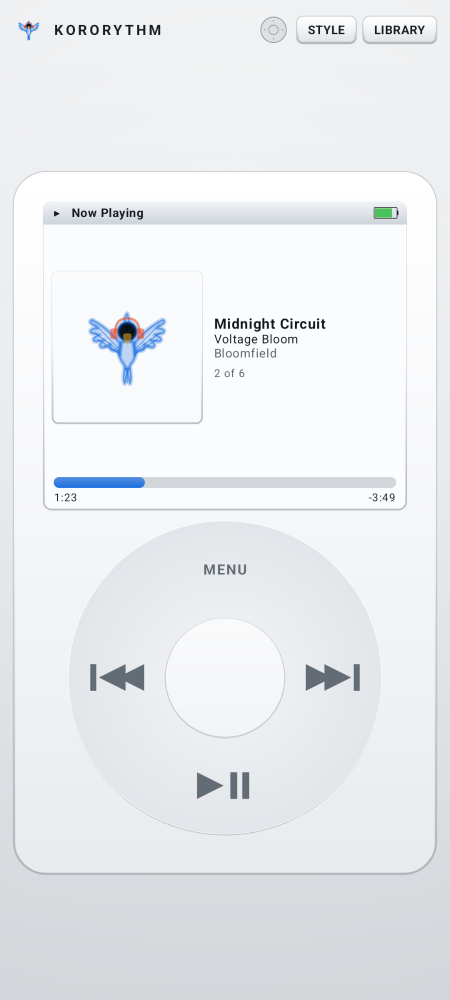 KORORYTHM
STYLE
LIBRARY
Now Playing
Midnight Circuit
Voltage Bloom
Bloomfield
2 of 6
1:23
-3:49
MENU